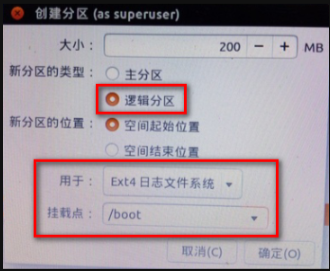 创建分区 (as superuser)
大小： 200 − + MB
新分区的类型： 主分区
逻辑分区
新分区的位置： 空间起始位置
空间结束位置
用于： Ext4 日志文件系统
挂载点： /boot
取消(C) 确定(O)